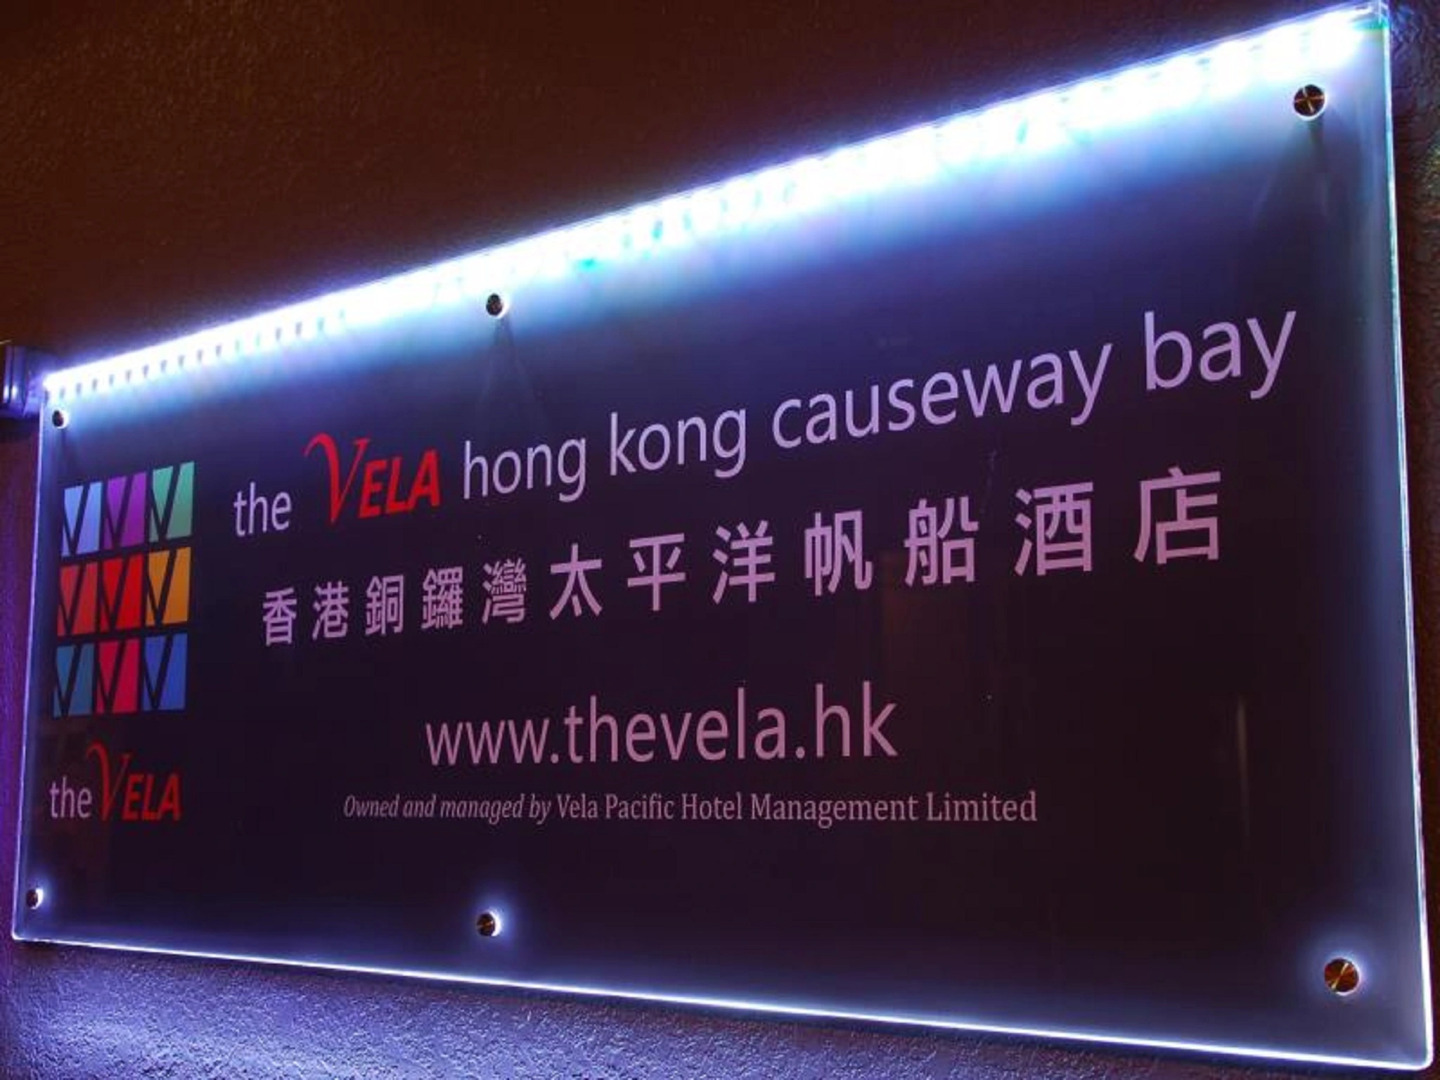 the VELA hong kong causeway bay
香港銅鑼灣太平洋帆船酒店
www.thevela.hk
Owned and managed by Vela Pacific Hotel Management Limited
the VELA